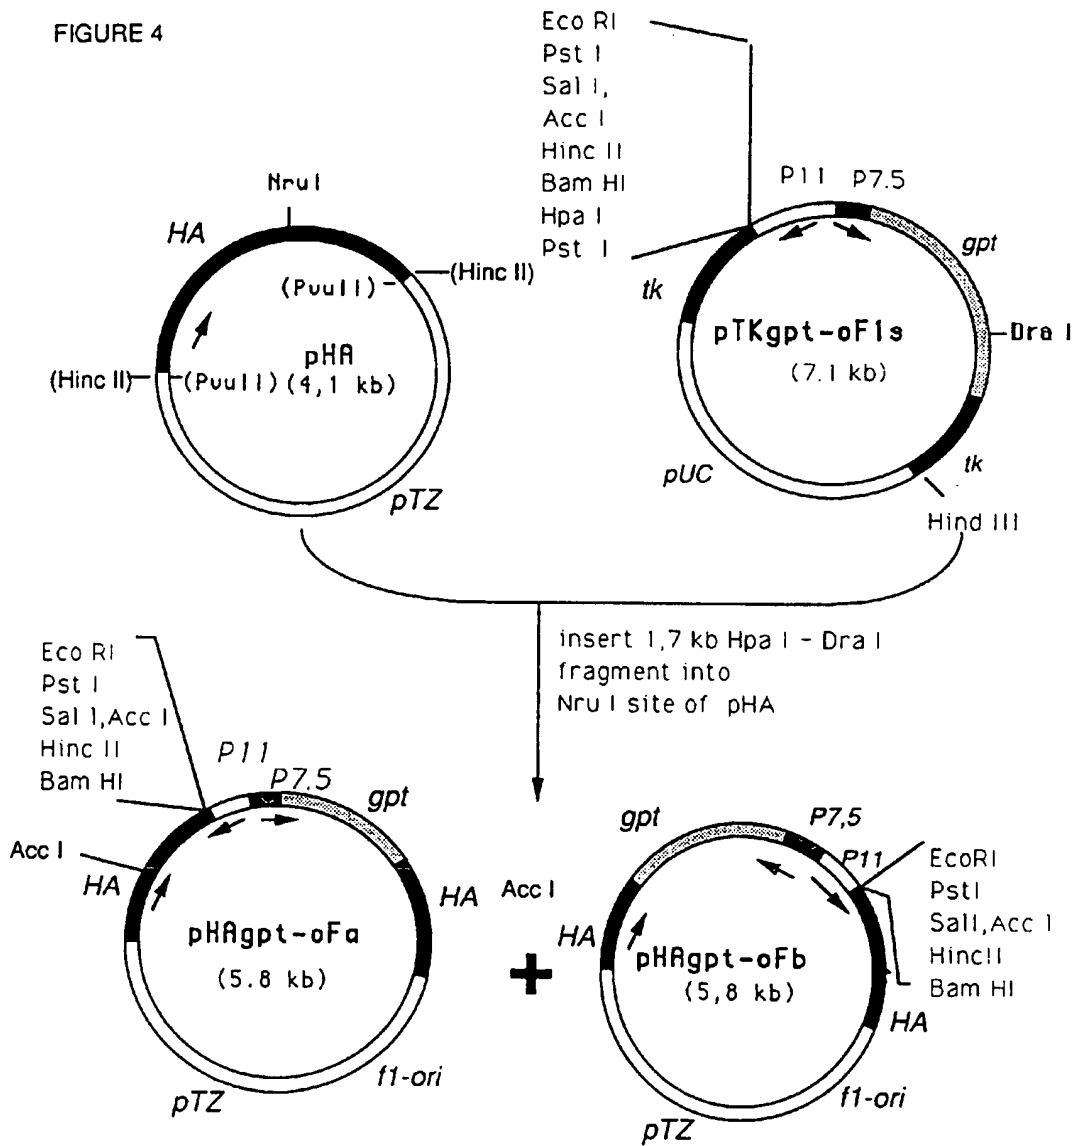 FIGURE 4
Eco RI
Pst I
Sal I,
Acc I
Hinc II
Bam HI
Hpa I
Pst I
NruI
HA
(Hinc II)
(PvuII)
pHA
(Hinc II)
(PvuII)(4,1 kb)
pTZ
P11
P7.5
gpt
tk
pTKgpt-oF1s
Dra I
(7.1 kb)
pUC
tk
Hind III
insert 1,7 kb Hpa I - Dra I
fragment into
Nru I site of pHA
Eco RI
Pst I
Sal I,Acc I
Hinc II
Bam HI
P11
P7.5
gpt
Acc I
HA
HA
pHAgpt-oFa
(5.8 kb)
f1-ori
pTZ
+
gpt
P7,5
P11
EcoRI
PstI
SalI,Acc I
HincII
Bam HI
Acc I
HA
pHAgpt-oFb
(5,8 kb)
HA
f1-ori
pTZ